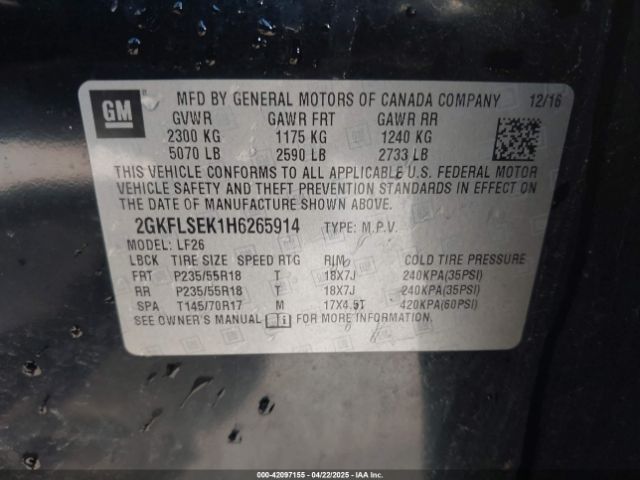 GM
MFD BY GENERAL MOTORS OF CANADA COMPANY 12/16
GVWR GAWR FRT GAWR RR
2300 KG 1175 KG 1240 KG
5070 LB 2590 LB 2733 LB
THIS VEHICLE CONFORMS TO ALL APPLICABLE U.S. FEDERAL MOTOR
VEHICLE SAFETY AND THEFT PREVENTION STANDARDS IN EFFECT ON
THE DATE OF MANUFACTURE SHOWN ABOVE.
2GKFLSEK1H6265914 TYPE: M.P.V.
MODEL: LF26
LBCK TIRE SIZE SPEED RTG RIM COLD TIRE PRESSURE
FRT P235/55R18 T 18X7J 240KPA(35PSI)
RR P235/55R18 T 18X7J 240KPA(35PSI)
SPA T145/70R17 M 17X4.5T 420KPA(60PSI)
SEE OWNER'S MANUAL FOR MORE INFORMATION.
000-42097155 - 04/22/2025 - IAAI.COM